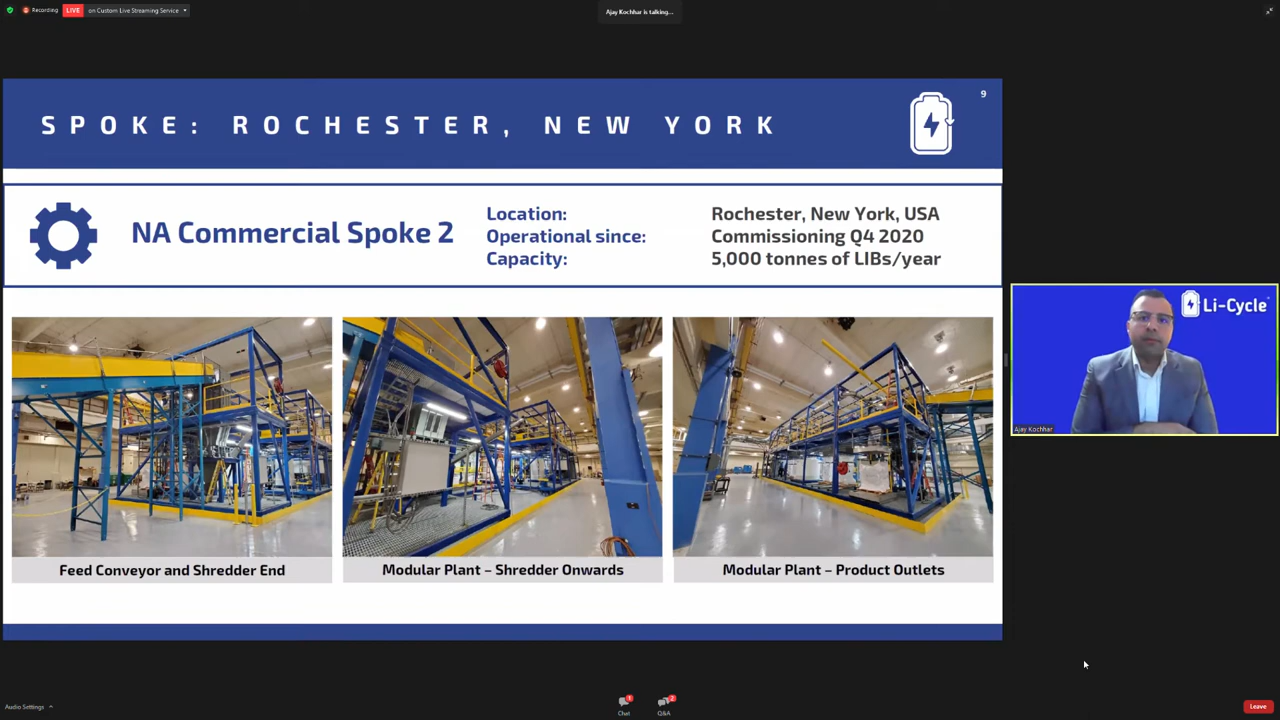 Recording
LIVE
on Custom Live Streaming Service
Ajay Kochhar is talking...
9
SPOKE: ROCHESTER, NEW YORK
NA Commercial Spoke 2
Location: Rochester, New York, USA
Operational since: Commissioning Q4 2020
Capacity: 5,000 tonnes of LIBs/year
Li-Cycle
Ajay Kochhar
Feed Conveyor and Shredder End
Modular Plant – Shredder Onwards
Modular Plant – Product Outlets
Audio Settings
1
Chat
2
Q&A
Leave